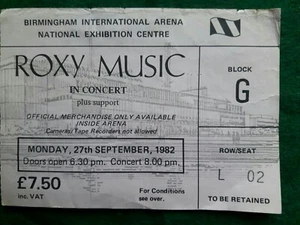 BIRMINGHAM INTERNATIONAL ARENA
NATIONAL EXHIBITION CENTRE
ROXY MUSIC
IN CONCERT
plus support
OFFICIAL MERCHANDISE ONLY AVAILABLE
INSIDE ARENA
Cameras/Tape Recorders not allowed
MONDAY, 27th SEPTEMBER, 1982
Doors open 6.30 pm. Concert 8.00 pm.
£7.50
inc. VAT
For Conditions
see over.
BLOCK
G
ROW/SEAT
L 02
TO BE RETAINED